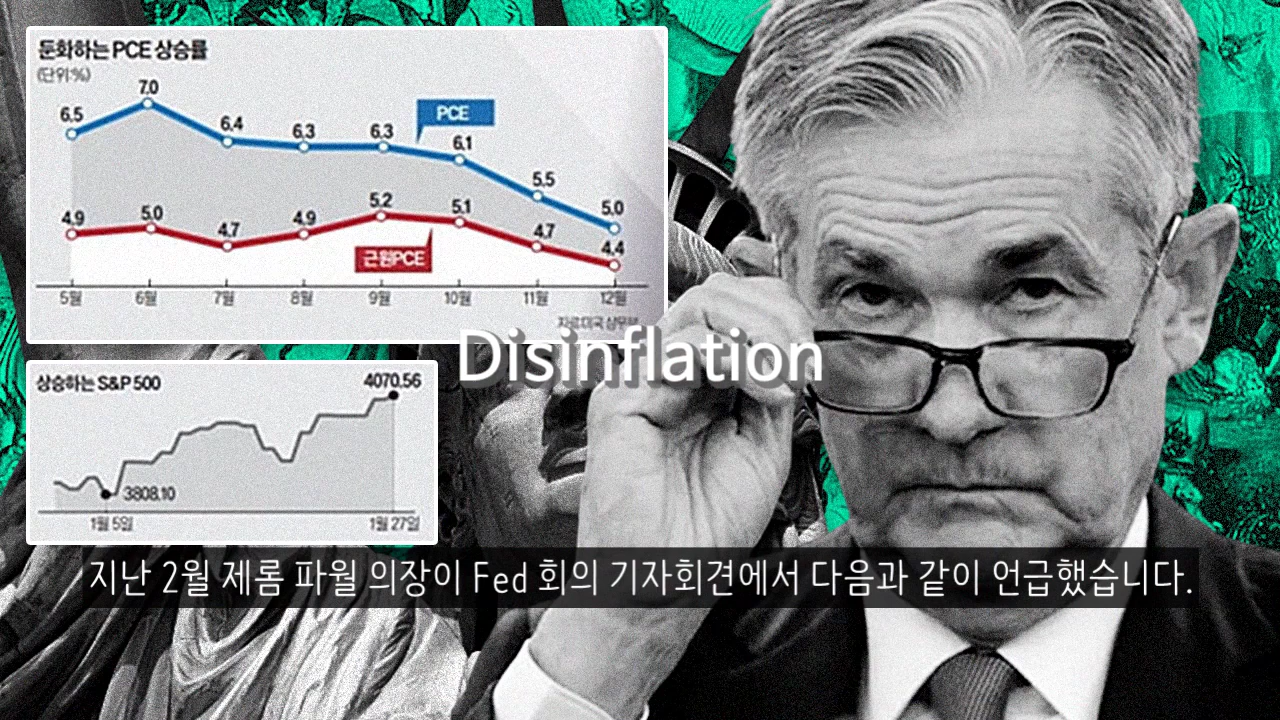 둔화하는 PCE 상승률
(단위:%)
6.5 7.0 6.4 6.3 6.3 6.1 5.5 5.0
PCE
4.9 5.0 4.7 4.9 5.2 5.1 4.7 4.4
근원PCE
5월 6월 7월 8월 9월 10월 11월 12월
자료:미국 상무부
Disinflation
상승하는 S&P 500
4070.56
3808.10
1월 5일 1월 27일
지난 2월 제롬 파월 의장이 Fed 회의 기자회견에서 다음과 같이 언급했습니다.